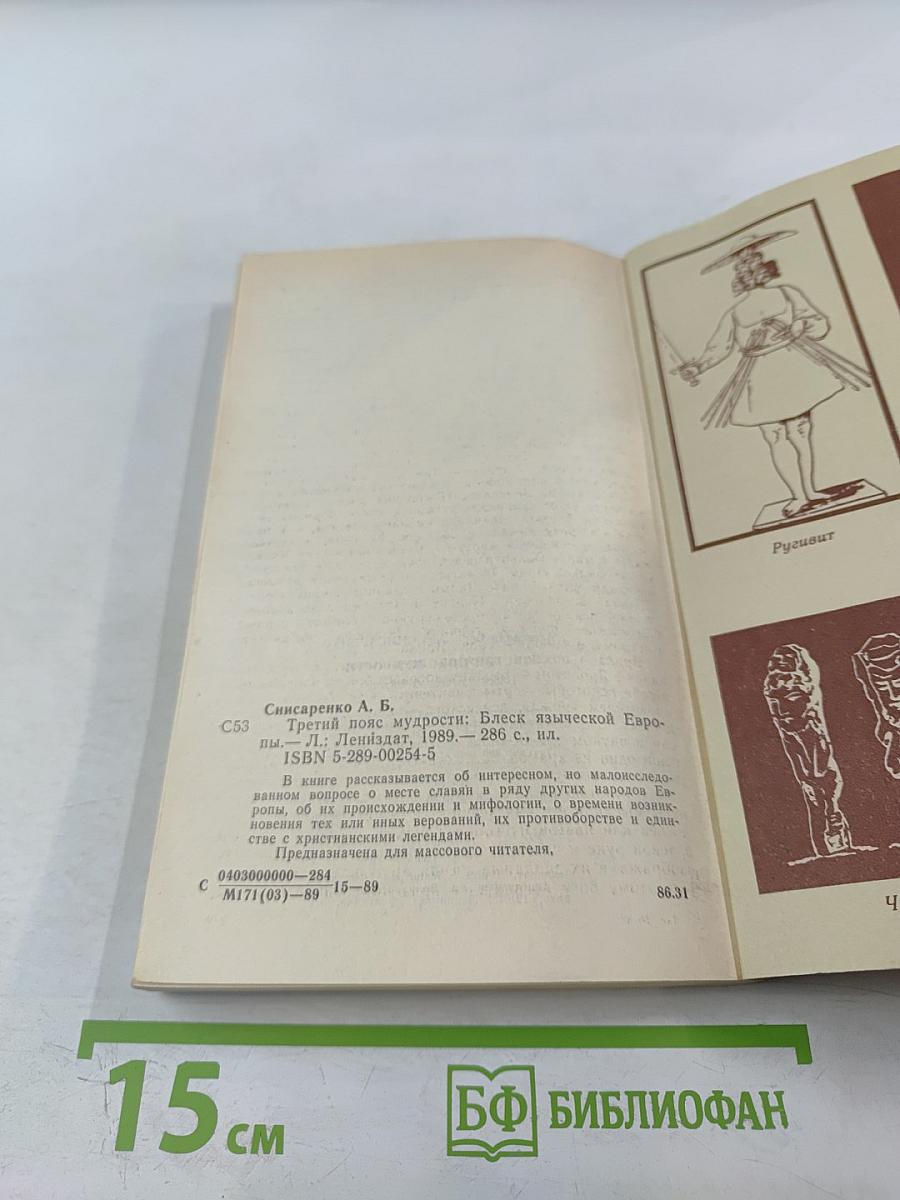 Снисаренко А. Б.
С53 Третий пояс мудрости: Блеск языческой Евро-
пы.— Л.: Лениздат, 1989.— 286 с., ил.
ISBN 5-289-00254-5
В книге рассказывается об интересном, но малоисследо-
ванном вопросе о месте славян в ряду других народов Ев-
ропы, об их происхождении и мифологии, о времени возник-
новения тех или иных верований, их противоборстве и един-
стве с христианскими легендами.
Предназначена для массового читателя,
С 0403000000—284
М171(03)—89 15—89 86.31
Ругивит
Ч
15 см
БФ БИБЛИОФАН